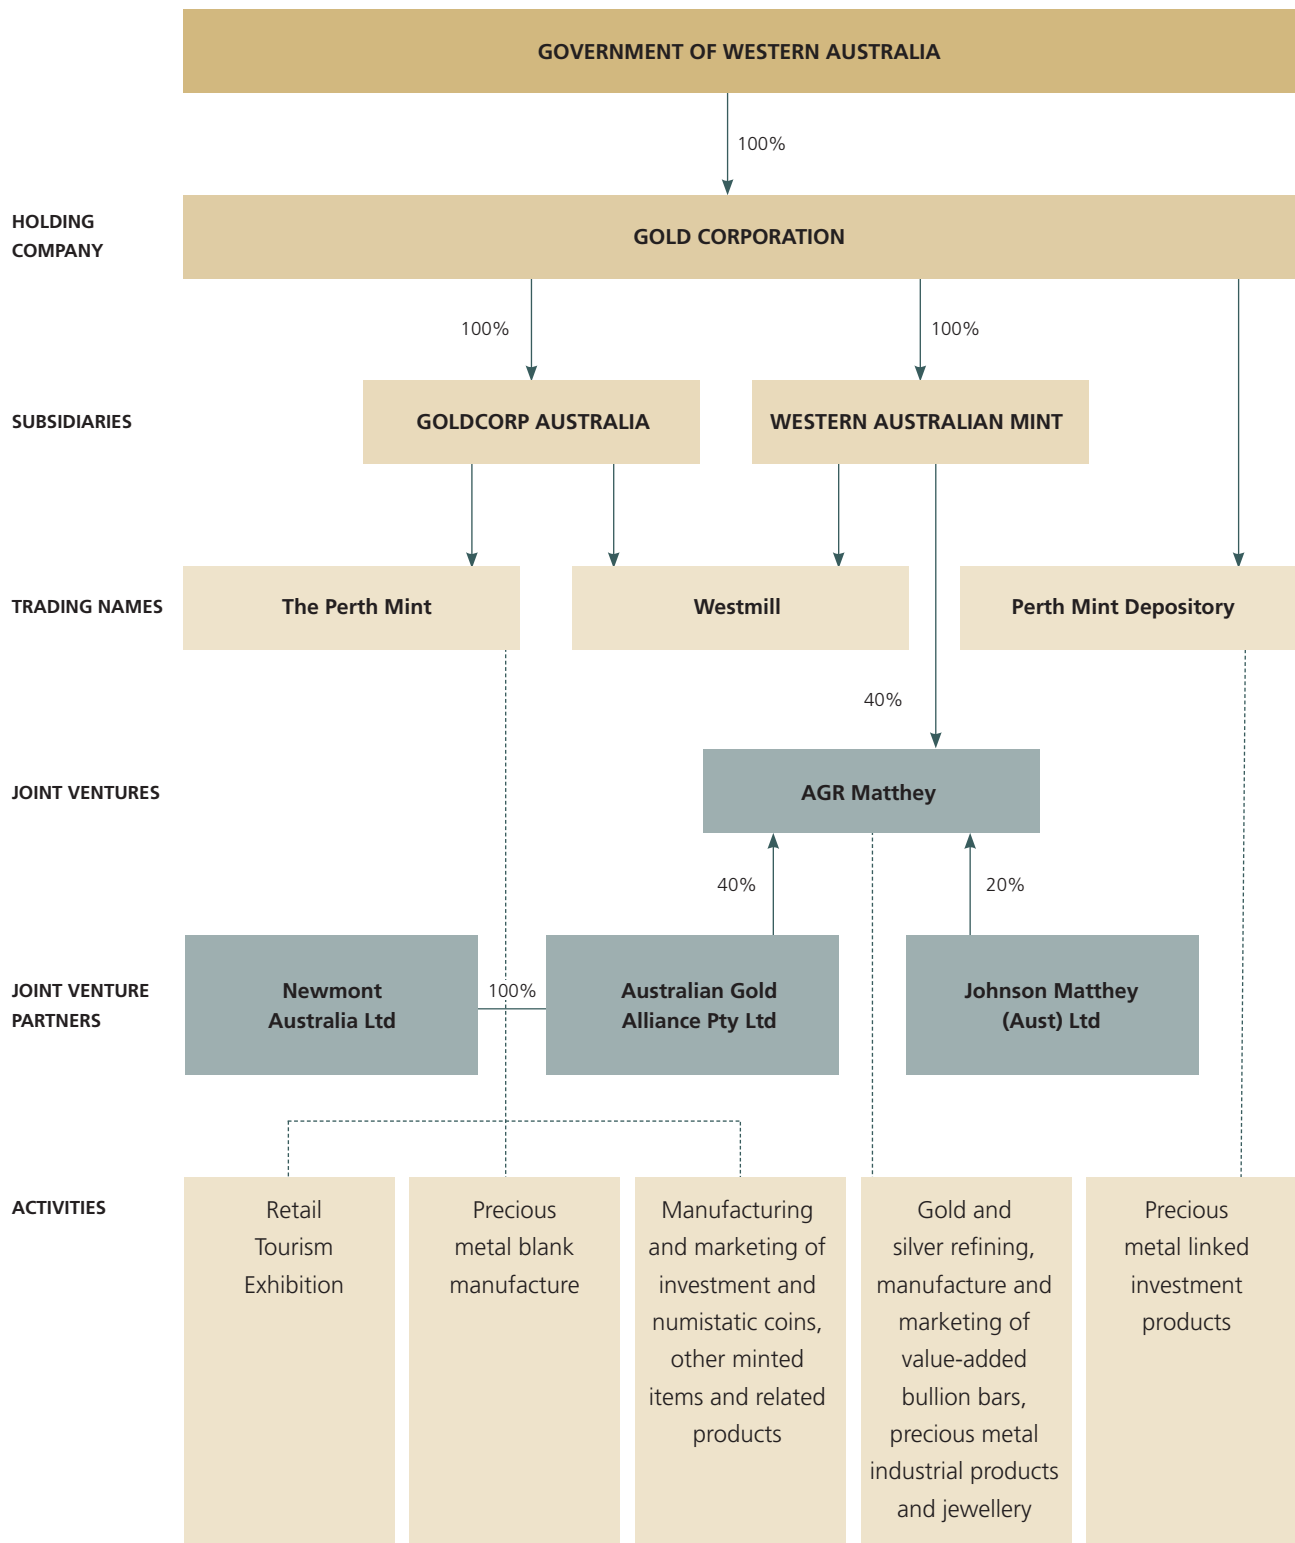 GOVERNMENT OF WESTERN AUSTRALIA
100%
HOLDING
COMPANY
GOLD CORPORATION
100%
100%
SUBSIDIARIES
GOLDCORP AUSTRALIA
WESTERN AUSTRALIAN MINT
TRADING NAMES
The Perth Mint
Westmill
Perth Mint Depository
40%
JOINT VENTURES
AGR Matthey
40%
20%
JOINT VENTURE
PARTNERS
Newmont
Australia Ltd
100%
Australian Gold
Alliance Pty Ltd
Johnson Matthey
(Aust) Ltd
ACTIVITIES
Retail
Tourism
Exhibition
Precious
metal blank
manufacture
Manufacturing
and marketing of
investment and
numistatic coins,
other minted
items and related
products
Gold and
silver refining,
manufacture and
marketing of
value-added
bullion bars,
precious metal
industrial products
and jewellery
Precious
metal linked
investment
products